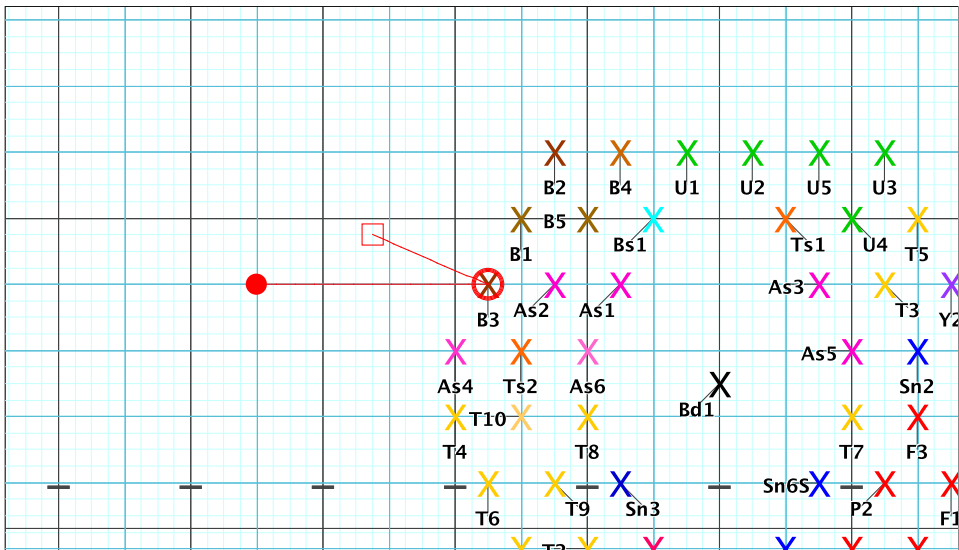 B2 B4 U1 U2 U5 U3
B5
B1 Bs1 Ts1 U4 T5
As3
B3 As2 As1 T3 Y2
As5
As4 Ts2 As6 Sn2
Bd1
T10
T4 T8 T7 F3
Sn6S
T6 T9 Sn3 P2 F1